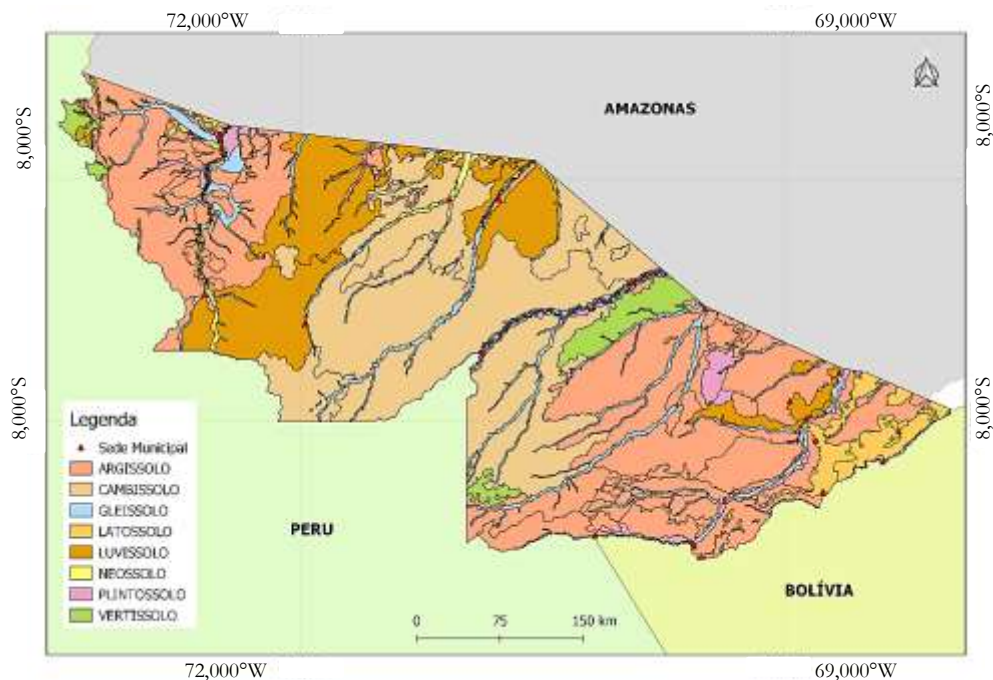 72,000°W 69,000°W
AMAZONAS
8,000°S 8,000°S
8,000°S 8,000°S
Legenda
Sede Municipal
ARGISSOLO
CAMBISSOLO
GLEISSOLO
LATOSSOLO
LUVISSOLO
NEOSSOLO
PLINTOSSOLO
VERTISSOLO
PERU
BOLÍVIA
0 75 150 km
72,000°W 69,000°W